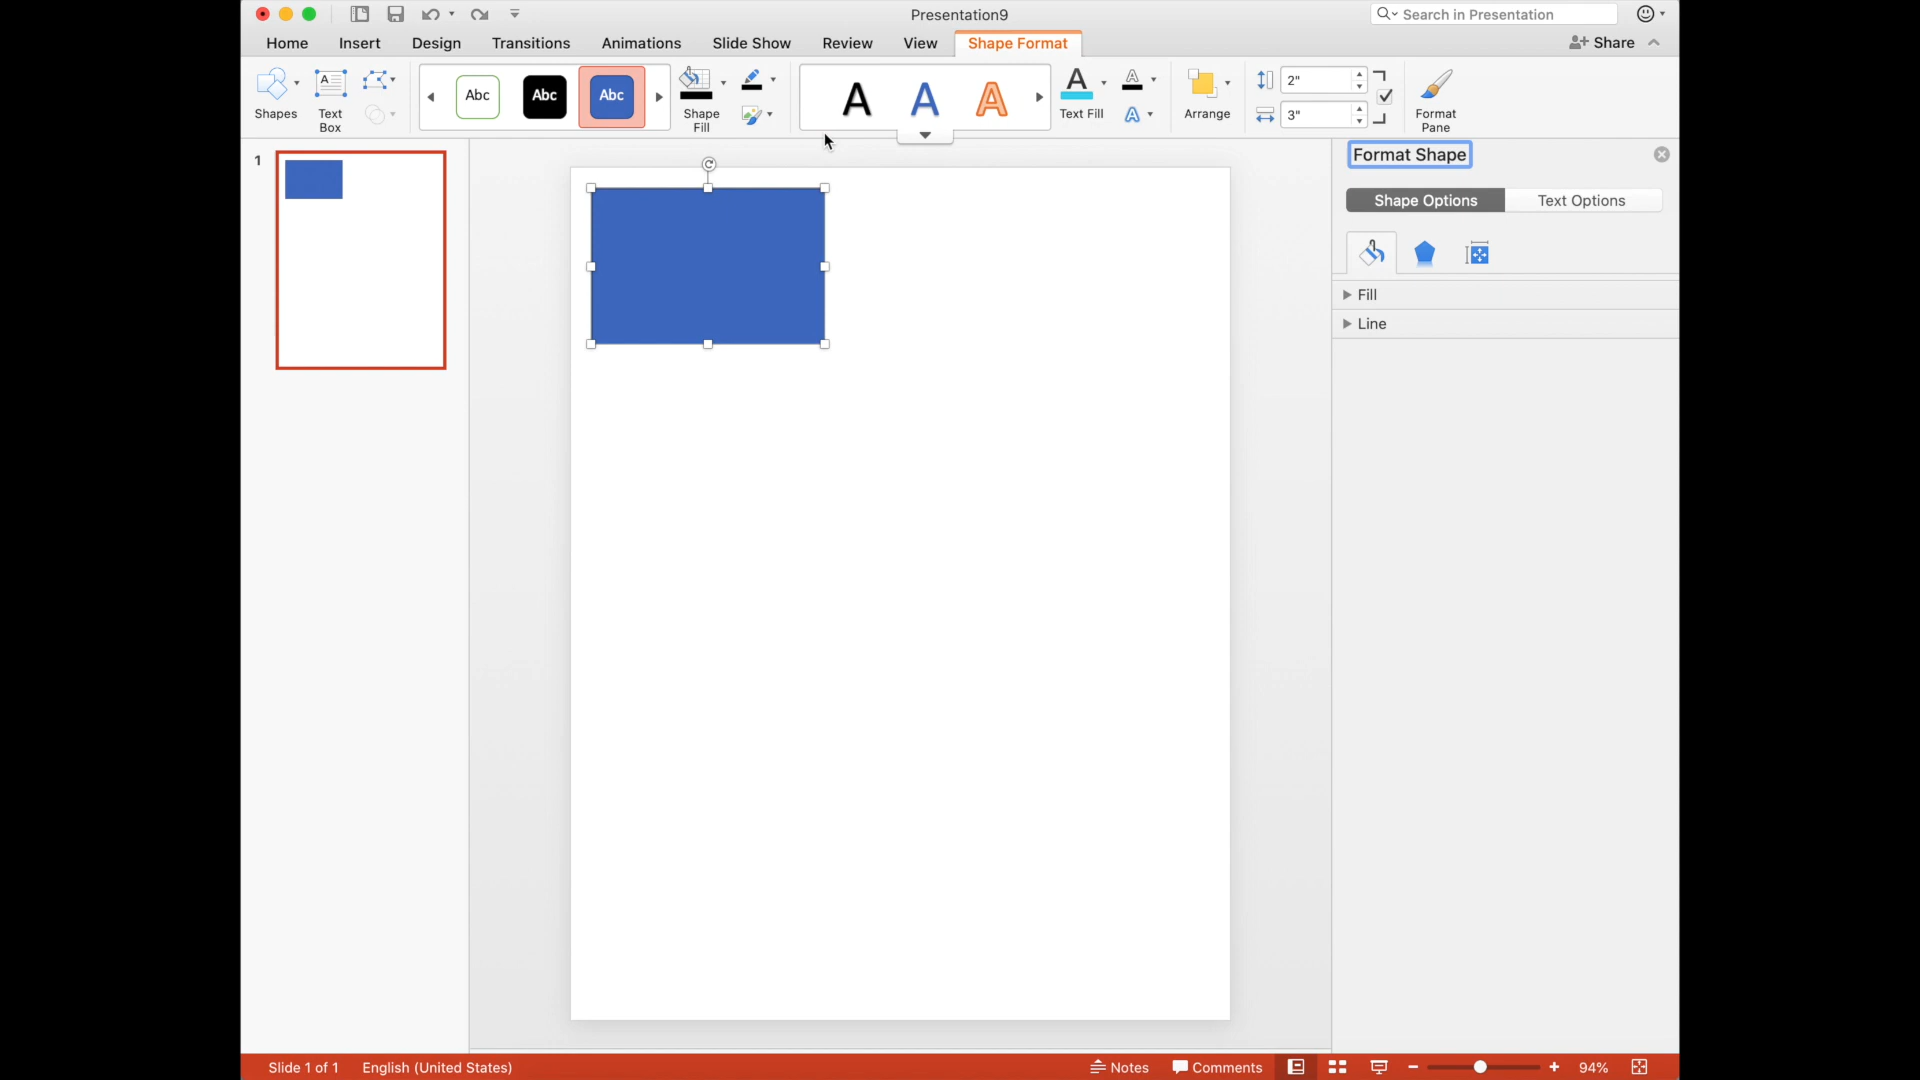 Presentation9
Search in Presentation
Home Insert Design Transitions Animations Slide Show Review View Shape Format Share
Abc Abc Abc
A A A
A A A A
2"
3"
Shapes Text Box Shape Fill Text Fill Arrange Format Pane
1
Format Shape
Shape Options Text Options
Fill
Line
Slide 1 of 1 English (United States) Notes Comments 94%